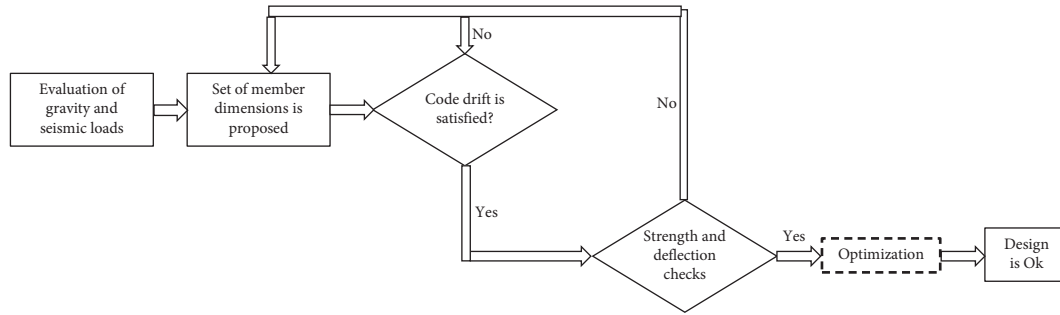 Evaluation of
gravity and
seismic loads
Set of member
dimensions is
proposed
No
Code drift is
satisfied?
Yes
No
Strength and
deflection
checks
Yes
Optimization
Design
is Ok